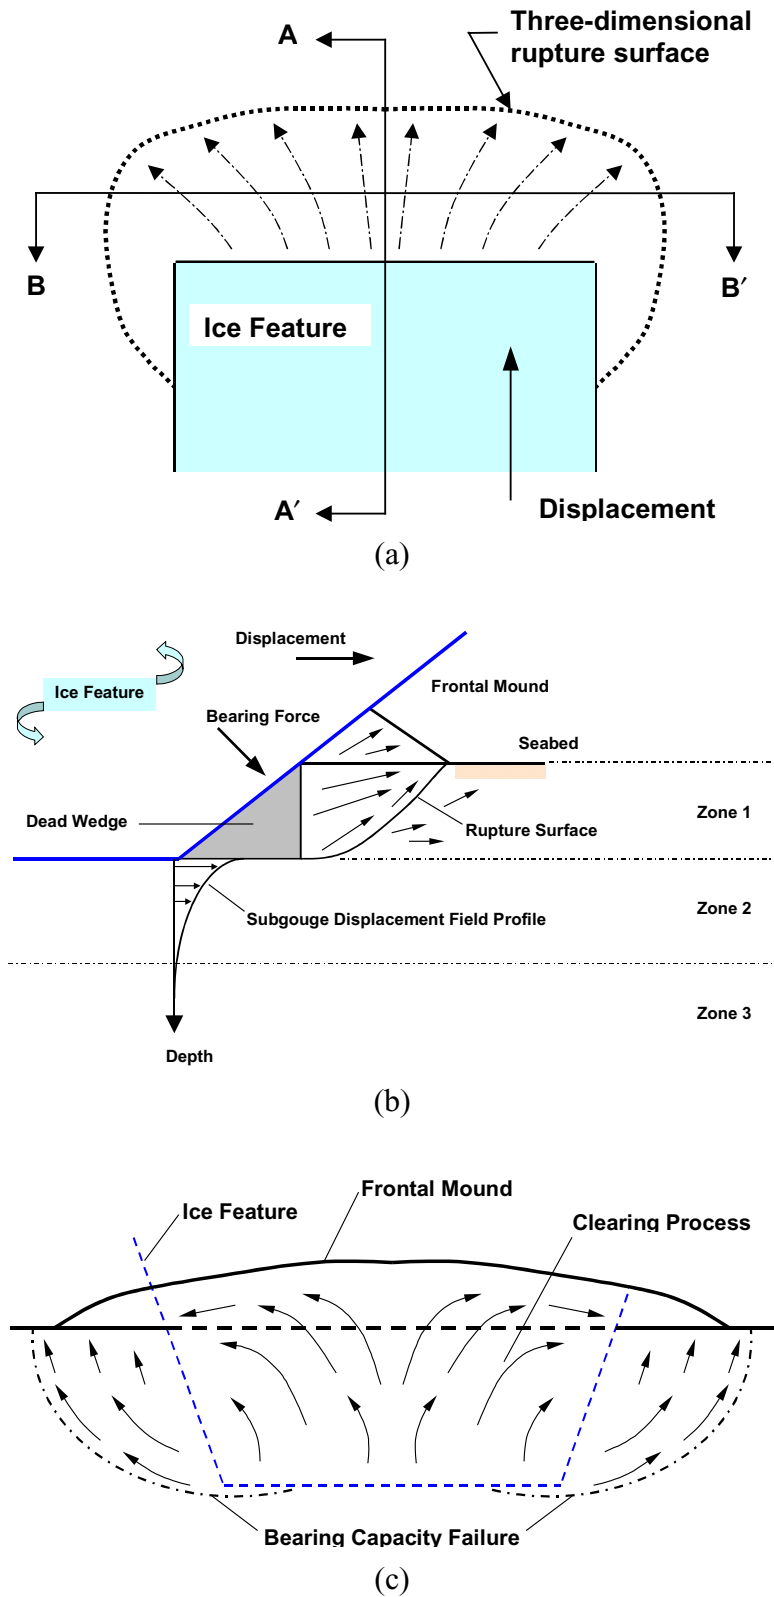 A
Three-dimensional
rupture surface
B
B′
Ice Feature
A′
Displacement
(a)
Displacement
Ice Feature
Frontal Mound
Bearing Force
Seabed
Dead Wedge
Rupture Surface
Zone 1
Subgouge Displacement Field Profile
Zone 2
Zone 3
Depth
(b)
Frontal Mound
Ice Feature
Clearing Process
Bearing Capacity Failure
(c)